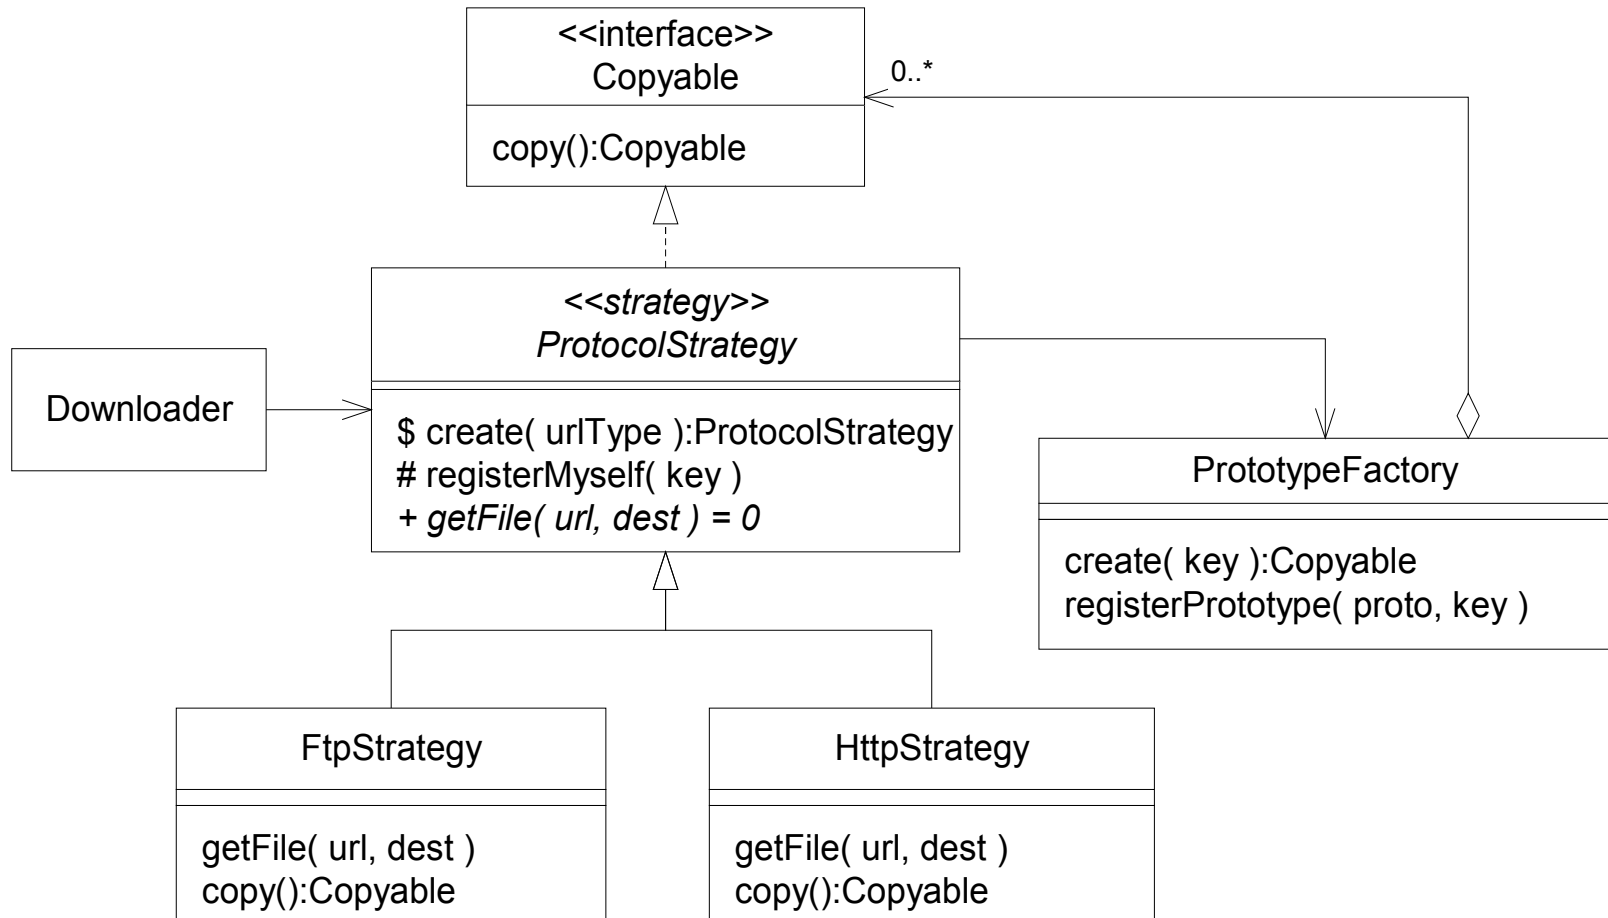 <<interface>>
Copyable
0..*
copy():Copyable
<<strategy>>
ProtocolStrategy
Downloader
$ create( urlType ):ProtocolStrategy
# registerMyself( key )
+ getFile( url, dest ) = 0
PrototypeFactory
create( key ):Copyable
registerPrototype( proto, key )
FtpStrategy
getFile( url, dest )
copy():Copyable
HttpStrategy
getFile( url, dest )
copy():Copyable